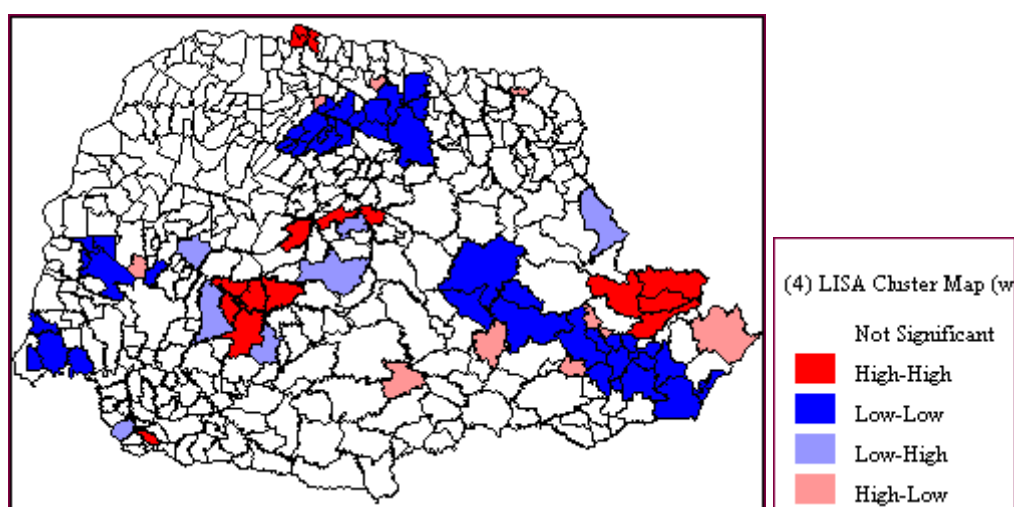 (4) LISA Cluster Map (w
Not Significant
High-High
Low-Low
Low-High
High-Low